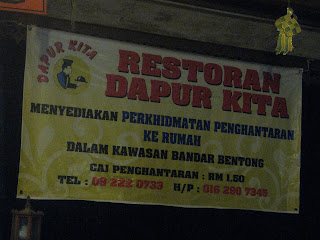 DAPUR KITA
RESTORAN
DAPUR KITA
MENYEDIAKAN PERKHIDMATAN PENGHANTARAN
KE RUMAH
DALAM KAWASAN BANDAR BENTONG
CAJ PENGHANTARAN : RM 1.50
TEL : 09 222 0733 H/P : 016 290 7345